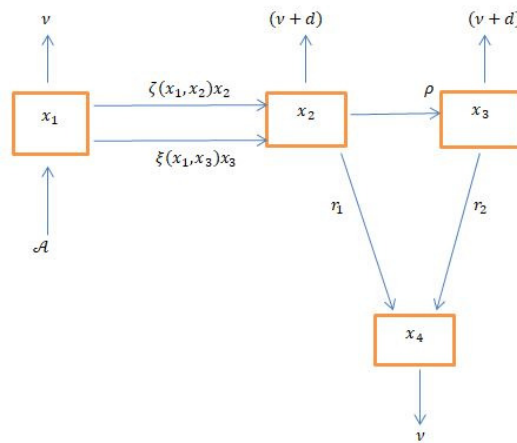 ν (ν + d) (ν + d)
ζ(x₁,x₂)x₂
x₁ x₂ ρ x₃
ξ(x₁,x₃)x₃
r₁ r₂
𝒜
x₄
ν